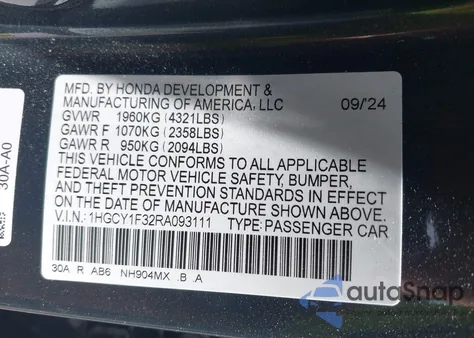 MFD. BY HONDA DEVELOPMENT &
MANUFACTURING OF AMERICA, LLC 09/24
GVWR 1960KG (4321LBS)
GAWR F 1070KG (2358LBS)
GAWR R 950KG (2094LBS)
THIS VEHICLE CONFORMS TO ALL APPLICABLE
FEDERAL MOTOR VEHICLE SAFETY, BUMPER,
AND THEFT PREVENTION STANDARDS IN EFFECT
ON THE DATE OF MANUFACTURE SHOWN ABOVE.
V.I.N.: 1HGCY1F32RA093111 TYPE: PASSENGER CAR
30A R AB6 NH904MX .B .A
30A-A0
autoSnap